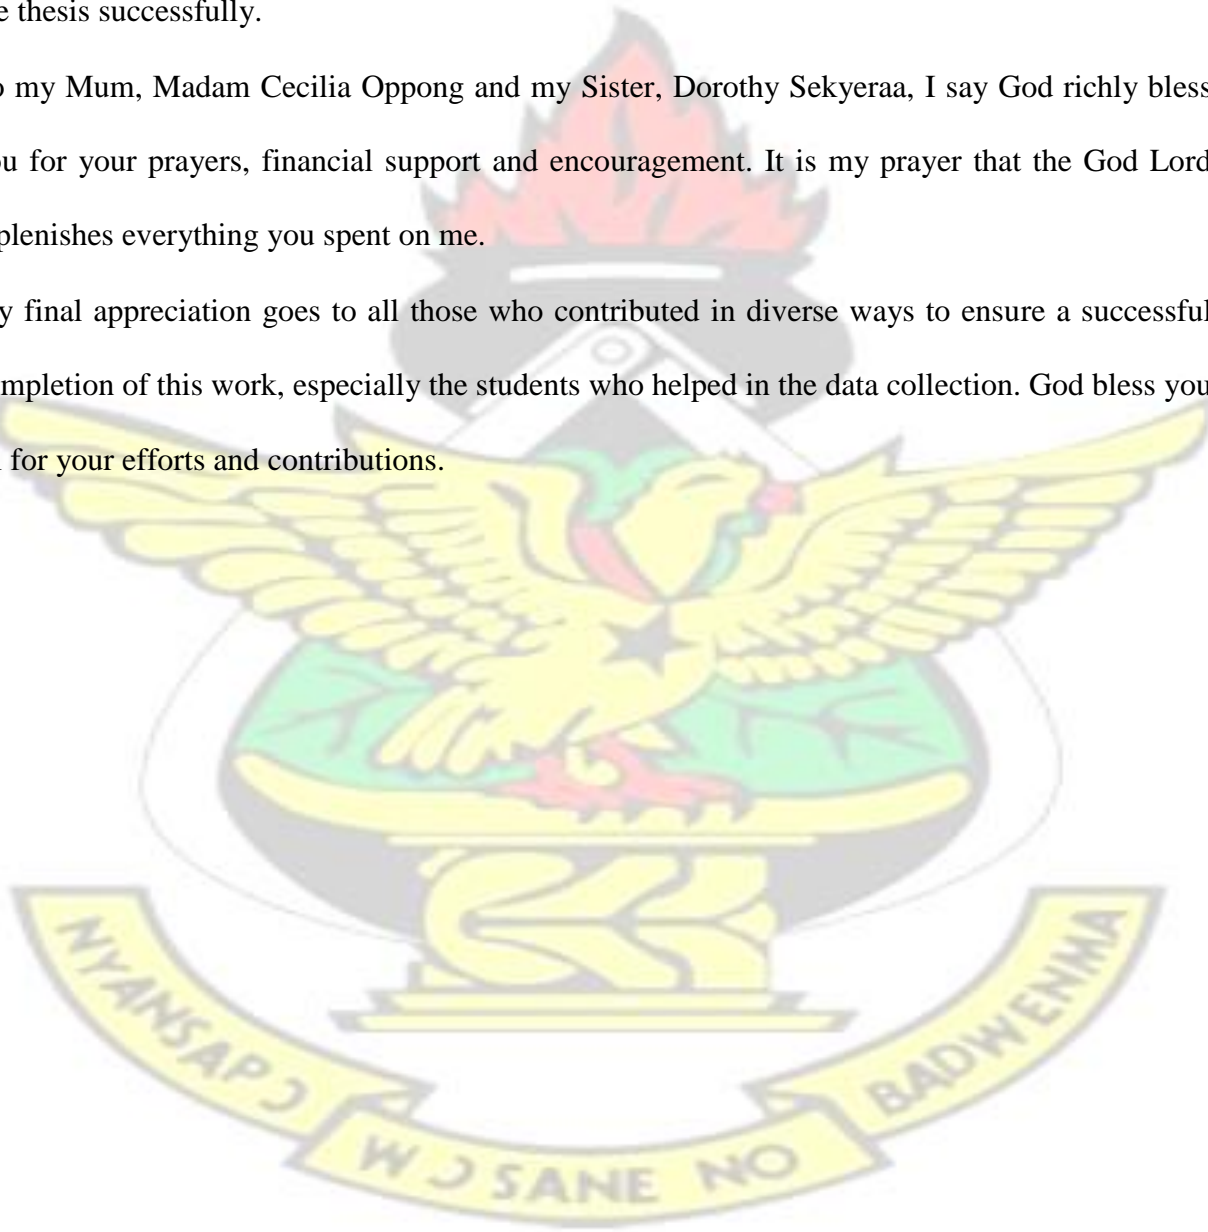 e thesis successfully.
o my Mum, Madam Cecilia Oppong and my Sister, Dorothy Sekyeraa, I say God richly bless
ou for your prayers, financial support and encouragement. It is my prayer that the God Lord
plenishes everything you spent on me.
y final appreciation goes to all those who contributed in diverse ways to ensure a successful
mpletion of this work, especially the students who helped in the data collection. God bless you
l for your efforts and contributions.
NYANSAPƆ
WƆSANE NO
BADWENMA